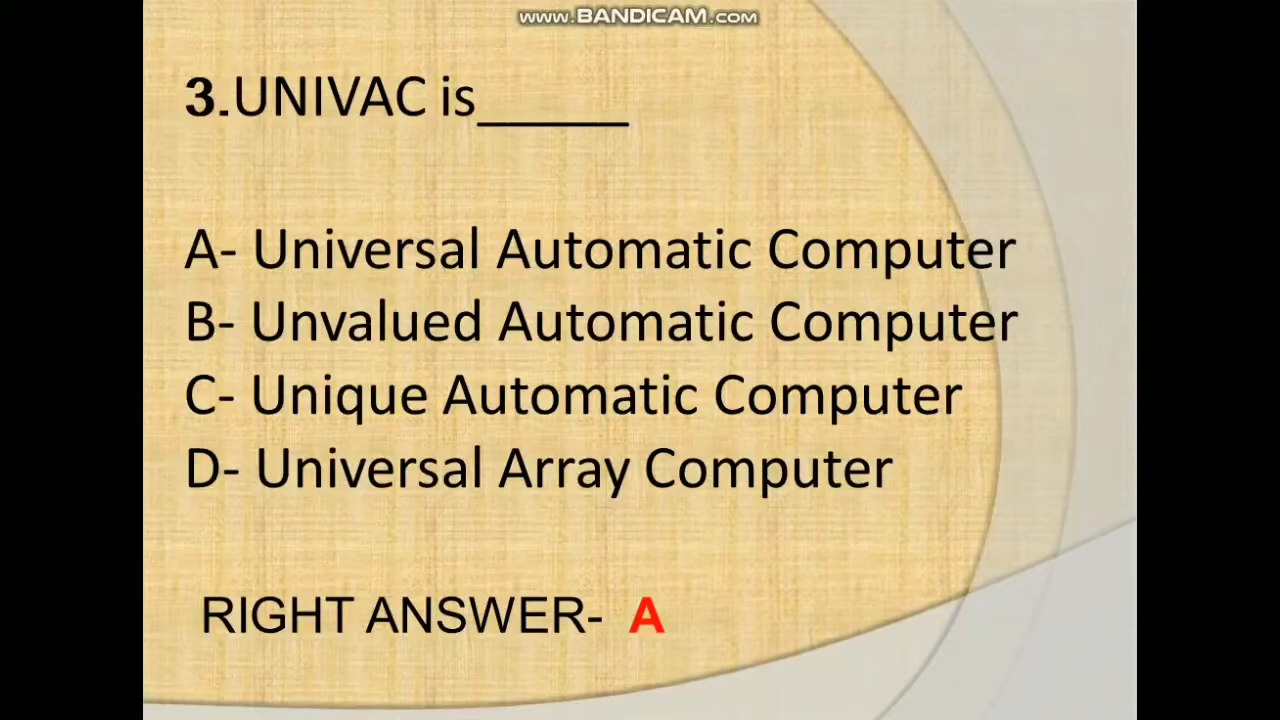 www.BANDICAM.com
3.UNIVAC is______
A- Universal Automatic Computer
B- Unvalued Automatic Computer
C- Unique Automatic Computer
D- Universal Array Computer
RIGHT ANSWER- A